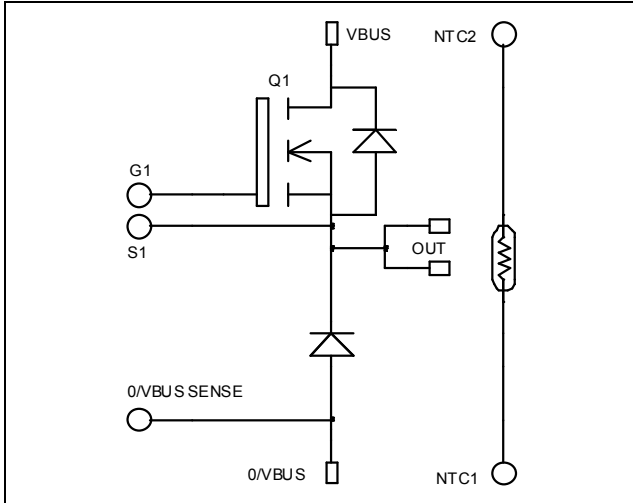 VBUS
NTC2
Q1
G1
S1
OUT
0/VBUS SENSE
0/VBUS
NTC1